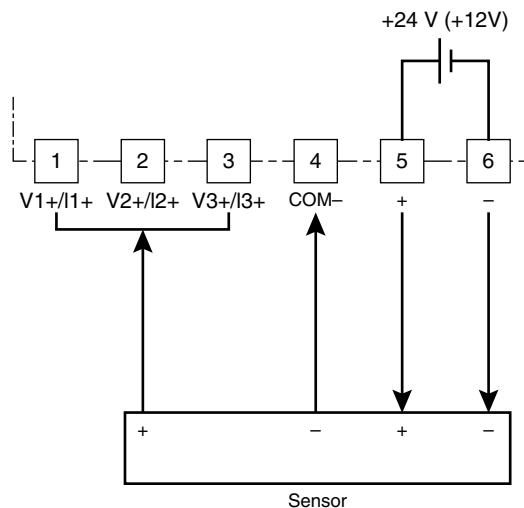 +24 V (+12V)
1 2 3 4 5 6
V1+/I1+ V2+/I2+ V3+/I3+ COM– + –
+ – + –
Sensor